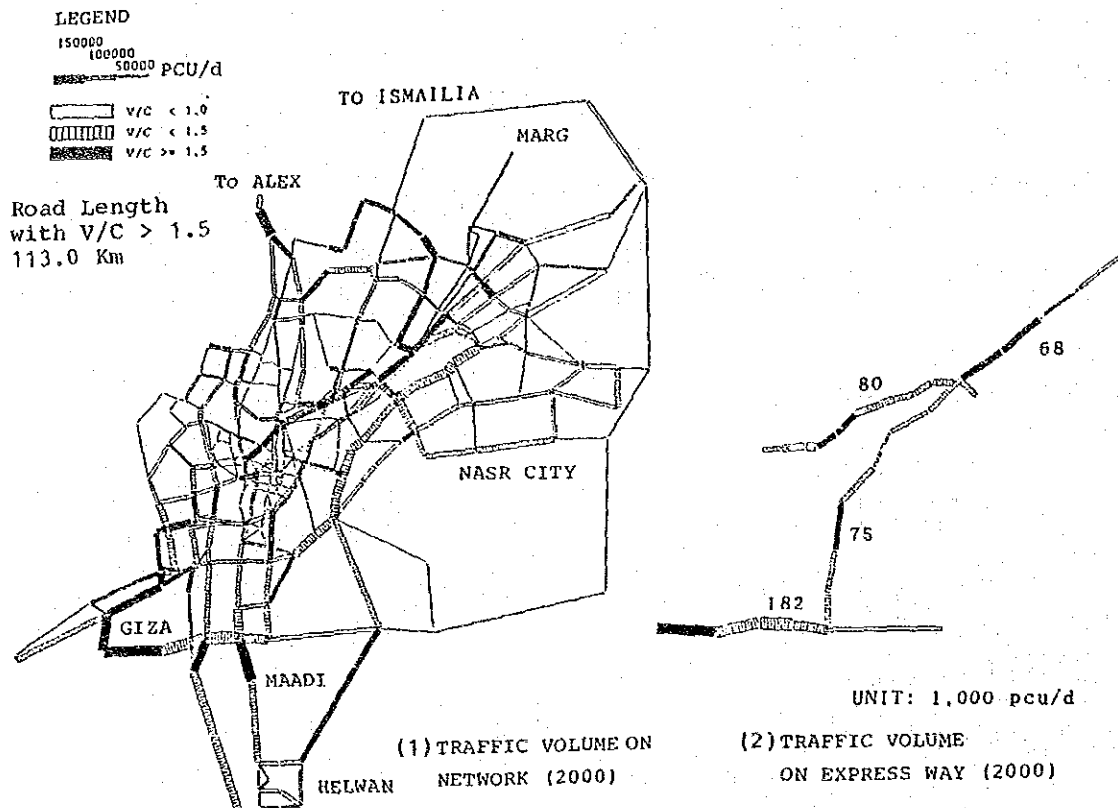 LEGEND
150000
100000
50000 PCU/d
V/C < 1.0
V/C < 1.5
V/C >= 1.5
TO ISMAILIA
MARG
To ALEX
Road Length
with V/C > 1.5
113.0 Km
68
80
NASR CITY
75
182
GIZA
MAADI
UNIT: 1,000 pcu/d
(1) TRAFFIC VOLUME ON
NETWORK (2000)
(2) TRAFFIC VOLUME
ON EXPRESS WAY (2000)
HELWAN